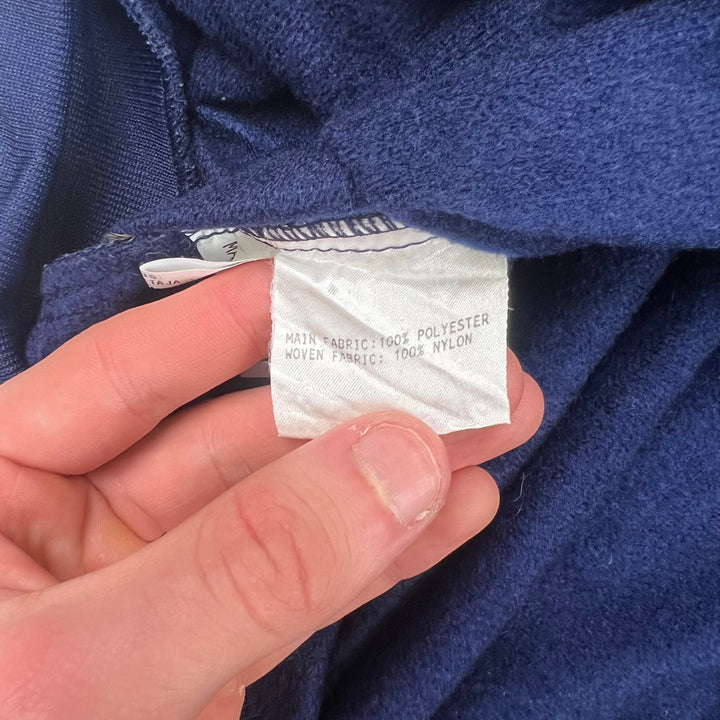 MAIN FABRIC:100% POLYESTER
WOVEN FABRIC: 100% NYLON